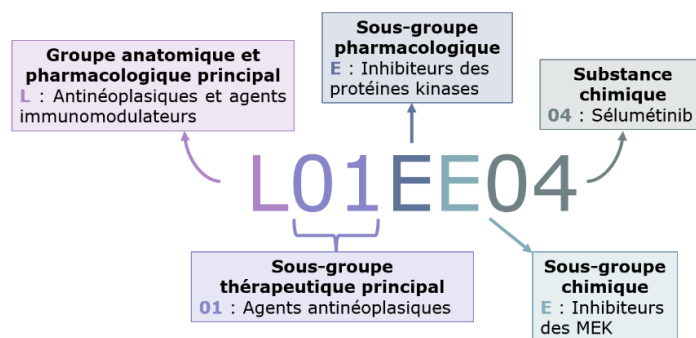 Groupe anatomique et
pharmacologique principal
L : Antinéoplasiques et agents
immunomodulateurs
Sous-groupe
pharmacologique
E : Inhibiteurs des
protéines kinases
Substance
chimique
04 : Sélumétinib
L01EE04
Sous-groupe
thérapeutique principal
01 : Agents antinéoplasiques
Sous-groupe
chimique
E : Inhibiteurs
des MEK